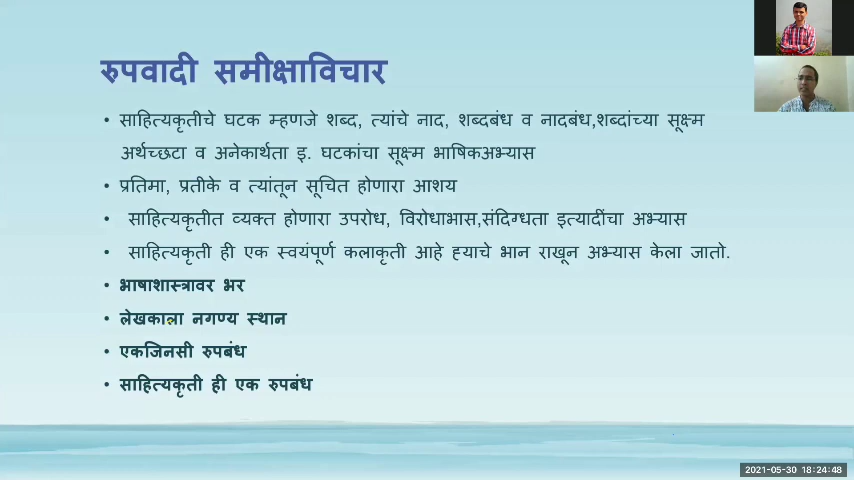 रुपवादी समीक्षाविचार
• साहित्यकृतीचे घटक म्हणजे शब्द, त्यांचे नाद, शब्दबंध व नादबंध,शब्दांच्या सूक्ष्म
अर्थच्छटा व अनेकार्थता इ. घटकांचा सूक्ष्म भाषिकअभ्यास
• प्रतिमा, प्रतीके व त्यांतून सूचित होणारा आशय
• साहित्यकृतीत व्यक्त होणारा उपरोध, विरोधाभास,संदिग्धता इत्यादींचा अभ्यास
• साहित्यकृती ही एक स्वयंपूर्ण कलाकृती आहे ह्याचे भान राखून अभ्यास केला जातो.
• भाषाशास्त्रावर भर
• लेखकाला नगण्य स्थान
• एकजिनसी रुपबंध
• साहित्यकृती ही एक रुपबंध
2021-05-30 18:24:48